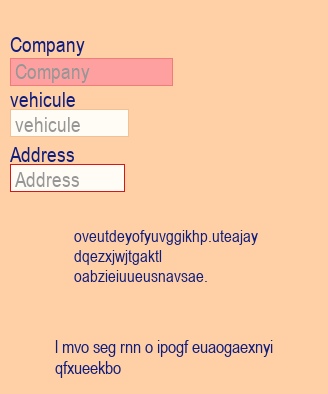 Company
Company
vehicule
vehicule
Address
Address
oveutdeyofyuvggikhp.uteajay
dqezxjwjtgaktl
oabzieiuueusnavsae.
l mvo seg rnn o ipogf euaogaexnyi
qfxueekbo